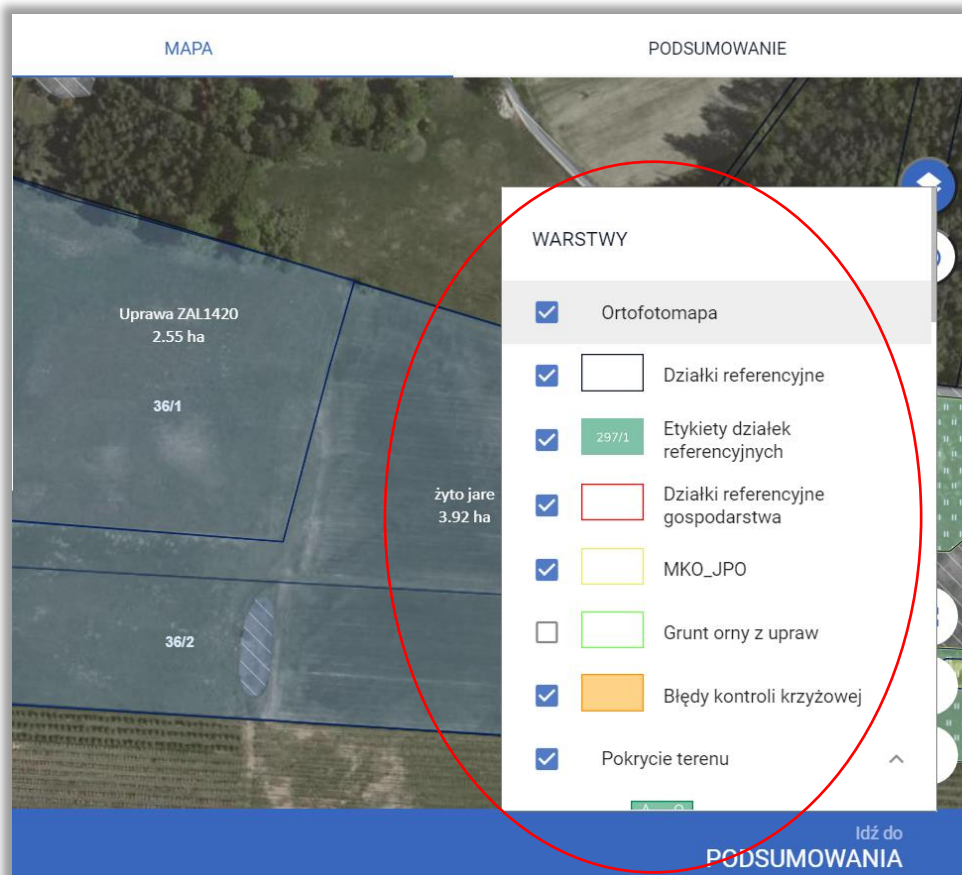 MAPA
PODSUMOWANIE
Uprawa ZAL1420
2.55 ha
36/1
żyto jare
3.92 ha
36/2
WARSTWY
Ortofotomapa
Działki referencyjne
297/1
Etykiety działek
referencyjnych
Działki referencyjne
gospodarstwa
MKO_JPO
Grunt orny z upraw
Błędy kontroli krzyżowej
Pokrycie terenu
Idź do
PODSUMOWANIA